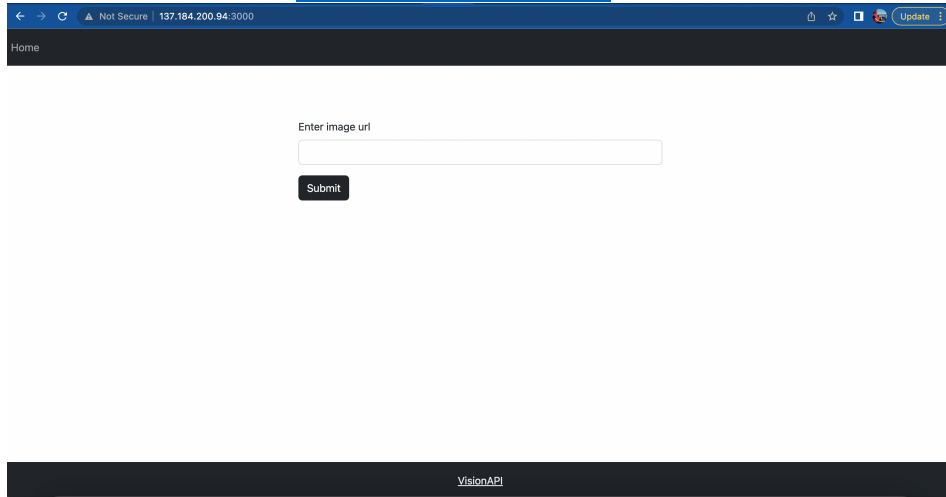 Not Secure 137.184.200.94:3000 Update
Home
Enter image url
Submit
VisionAPI